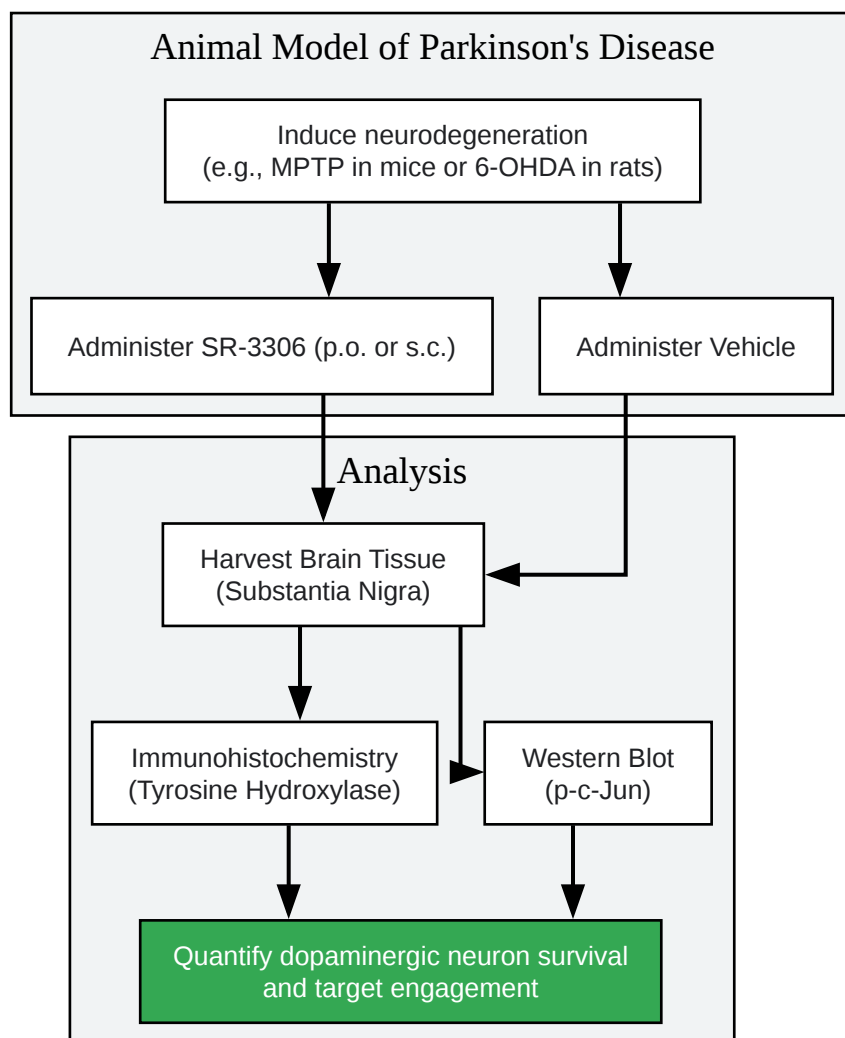 Animal Model of Parkinson's Disease
Induce neurodegeneration
(e.g., MPTP in mice or 6-OHDA in rats)
Administer SR-3306 (p.o. or s.c.)
Administer Vehicle
Analysis
Harvest Brain Tissue
(Substantia Nigra)
Immunohistochemistry
(Tyrosine Hydroxylase)
Western Blot
(p-c-Jun)
Quantify dopaminergic neuron survival
and target engagement